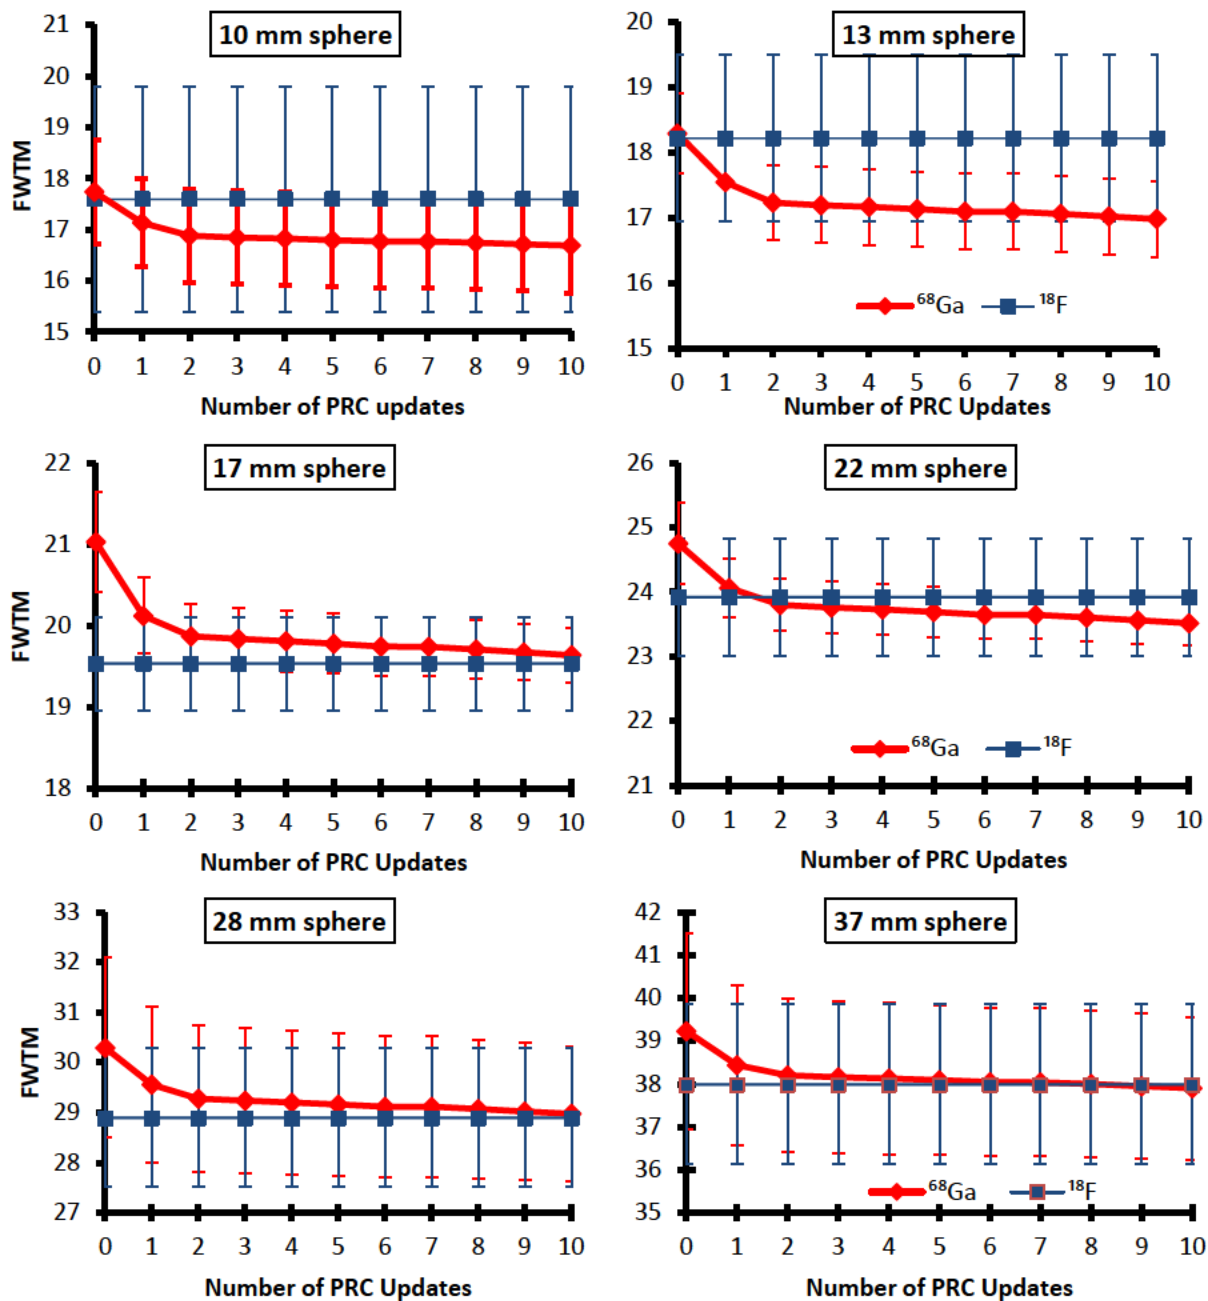 10 mm sphere
FWTM
21
20
19
18
17
16
15
0 1 2 3 4 5 6 7 8 9 10
Number of PRC updates
13 mm sphere
20
19
18
17
16
15
68Ga 18F
0 1 2 3 4 5 6 7 8 9 10
Number of PRC Updates
17 mm sphere
FWTM
22
21
20
19
18
0 1 2 3 4 5 6 7 8 9 10
Number of PRC Updates
22 mm sphere
26
25
24
23
22
21
68Ga 18F
0 1 2 3 4 5 6 7 8 9 10
Number of PRC Updates
28 mm sphere
FWTM
33
32
31
30
29
28
27
0 1 2 3 4 5 6 7 8 9 10
Number of PRC Updates
37 mm sphere
42
41
40
39
38
37
36
35
68Ga 18F
0 1 2 3 4 5 6 7 8 9 10
Number of PRC Updates